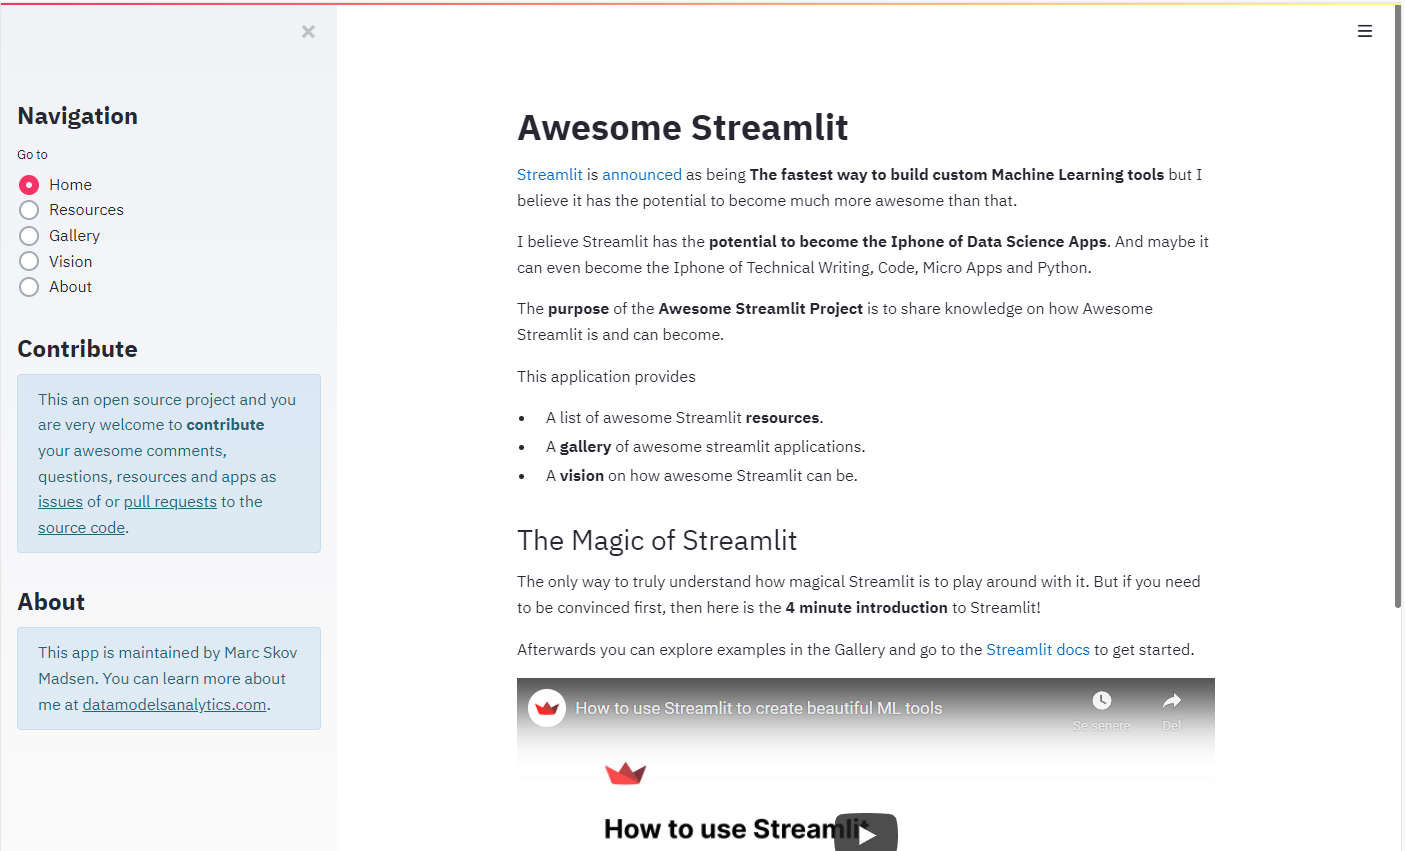 Navigation
Go to
Home
Resources
Gallery
Vision
About
Contribute
This an open source project and you
are very welcome to contribute
your awesome comments,
questions, resources and apps as
issues of or pull requests to the
source code.
About
This app is maintained by Marc Skov
Madsen. You can learn more about
me at datamodelsanalytics.com.
Awesome Streamlit
Streamlit is announced as being The fastest way to build custom Machine Learning tools but I
believe it has the potential to become much more awesome than that.
I believe Streamlit has the potential to become the Iphone of Data Science Apps. And maybe it
can even become the Iphone of Technical Writing, Code, Micro Apps and Python.
The purpose of the Awesome Streamlit Project is to share knowledge on how Awesome
Streamlit is and can become.
This application provides
• A list of awesome Streamlit resources.
• A gallery of awesome streamlit applications.
• A vision on how awesome Streamlit can be.
The Magic of Streamlit
The only way to truly understand how magical Streamlit is to play around with it. But if you need
to be convinced first, then here is the 4 minute introduction to Streamlit!
Afterwards you can explore examples in the Gallery and go to the Streamlit docs to get started.
How to use Streamlit to create beautiful ML tools
Se senere
Del
How to use Streamlit